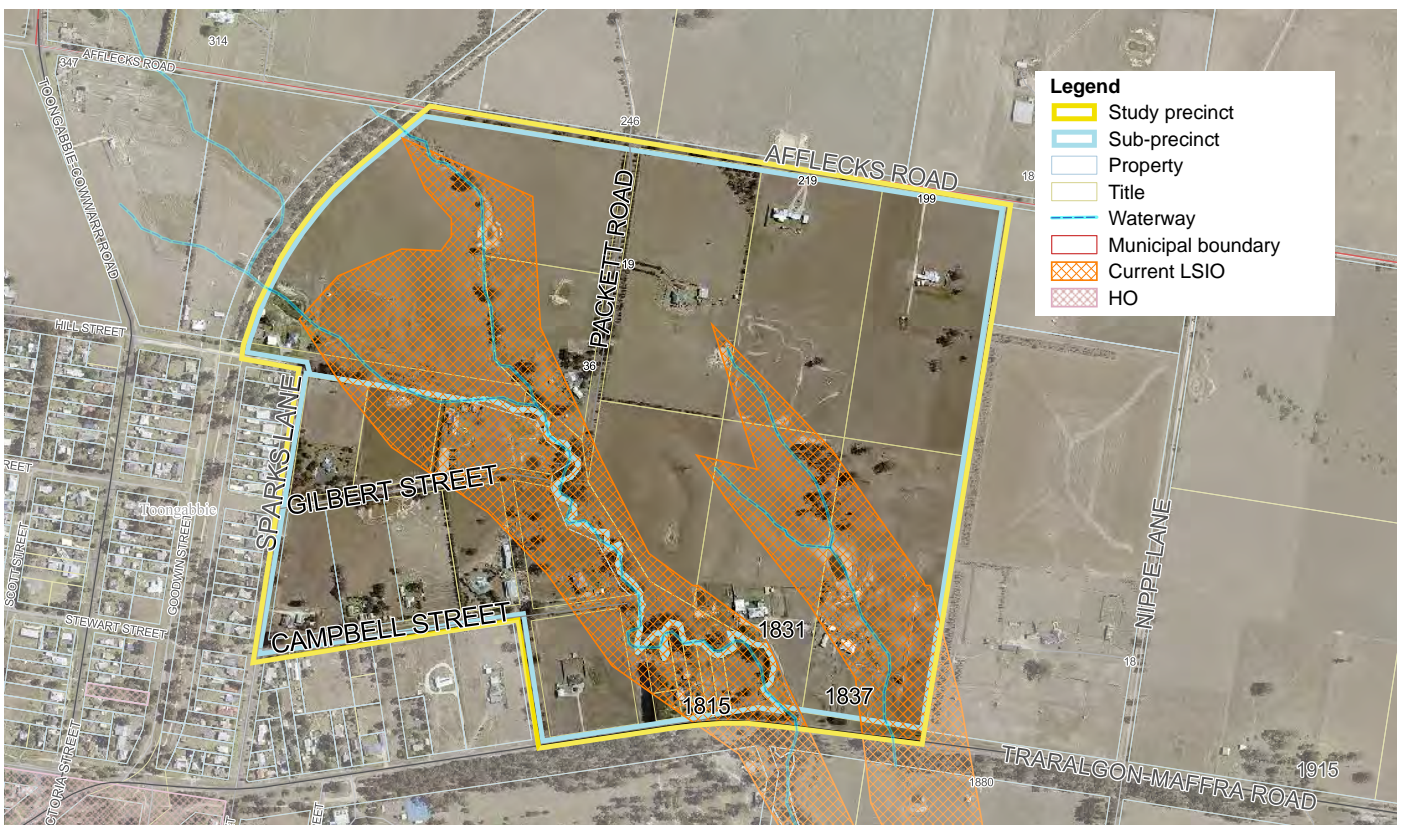 314
AFFLECKS ROAD
347
TOONGABBIE-COWWARR ROAD
246
AFFLECKS ROAD
219
199
18
Legend
Study precinct
Sub-precinct
Property
Title
Waterway
Municipal boundary
Current LSIO
HO
PACKETT ROAD
19
36
HILL STREET
SPARKS LANE
GILBERT STREET
Toongabbie
GOODWIN STREET
SCOTT STREET
STEWART STREET
CAMPBELL STREET
1831
1837
1815
NIPPE LANE
18
TRARALGON-MAFFRA ROAD
1880
1915